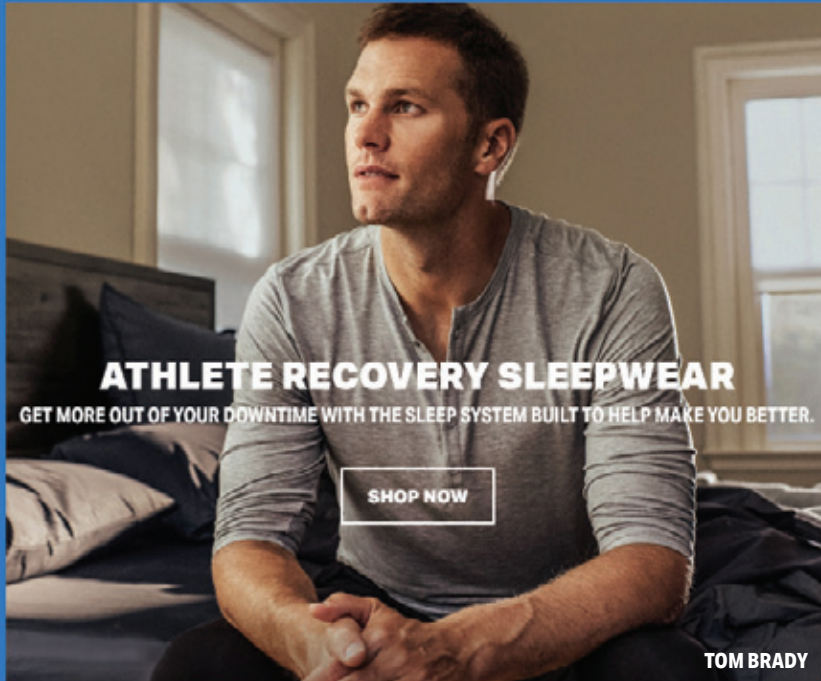 ATHLETE RECOVERY SLEEPWEAR
GET MORE OUT OF YOUR DOWNTIME WITH THE SLEEP SYSTEM BUILT TO HELP MAKE YOU BETTER.
SHOP NOW
TOM BRADY